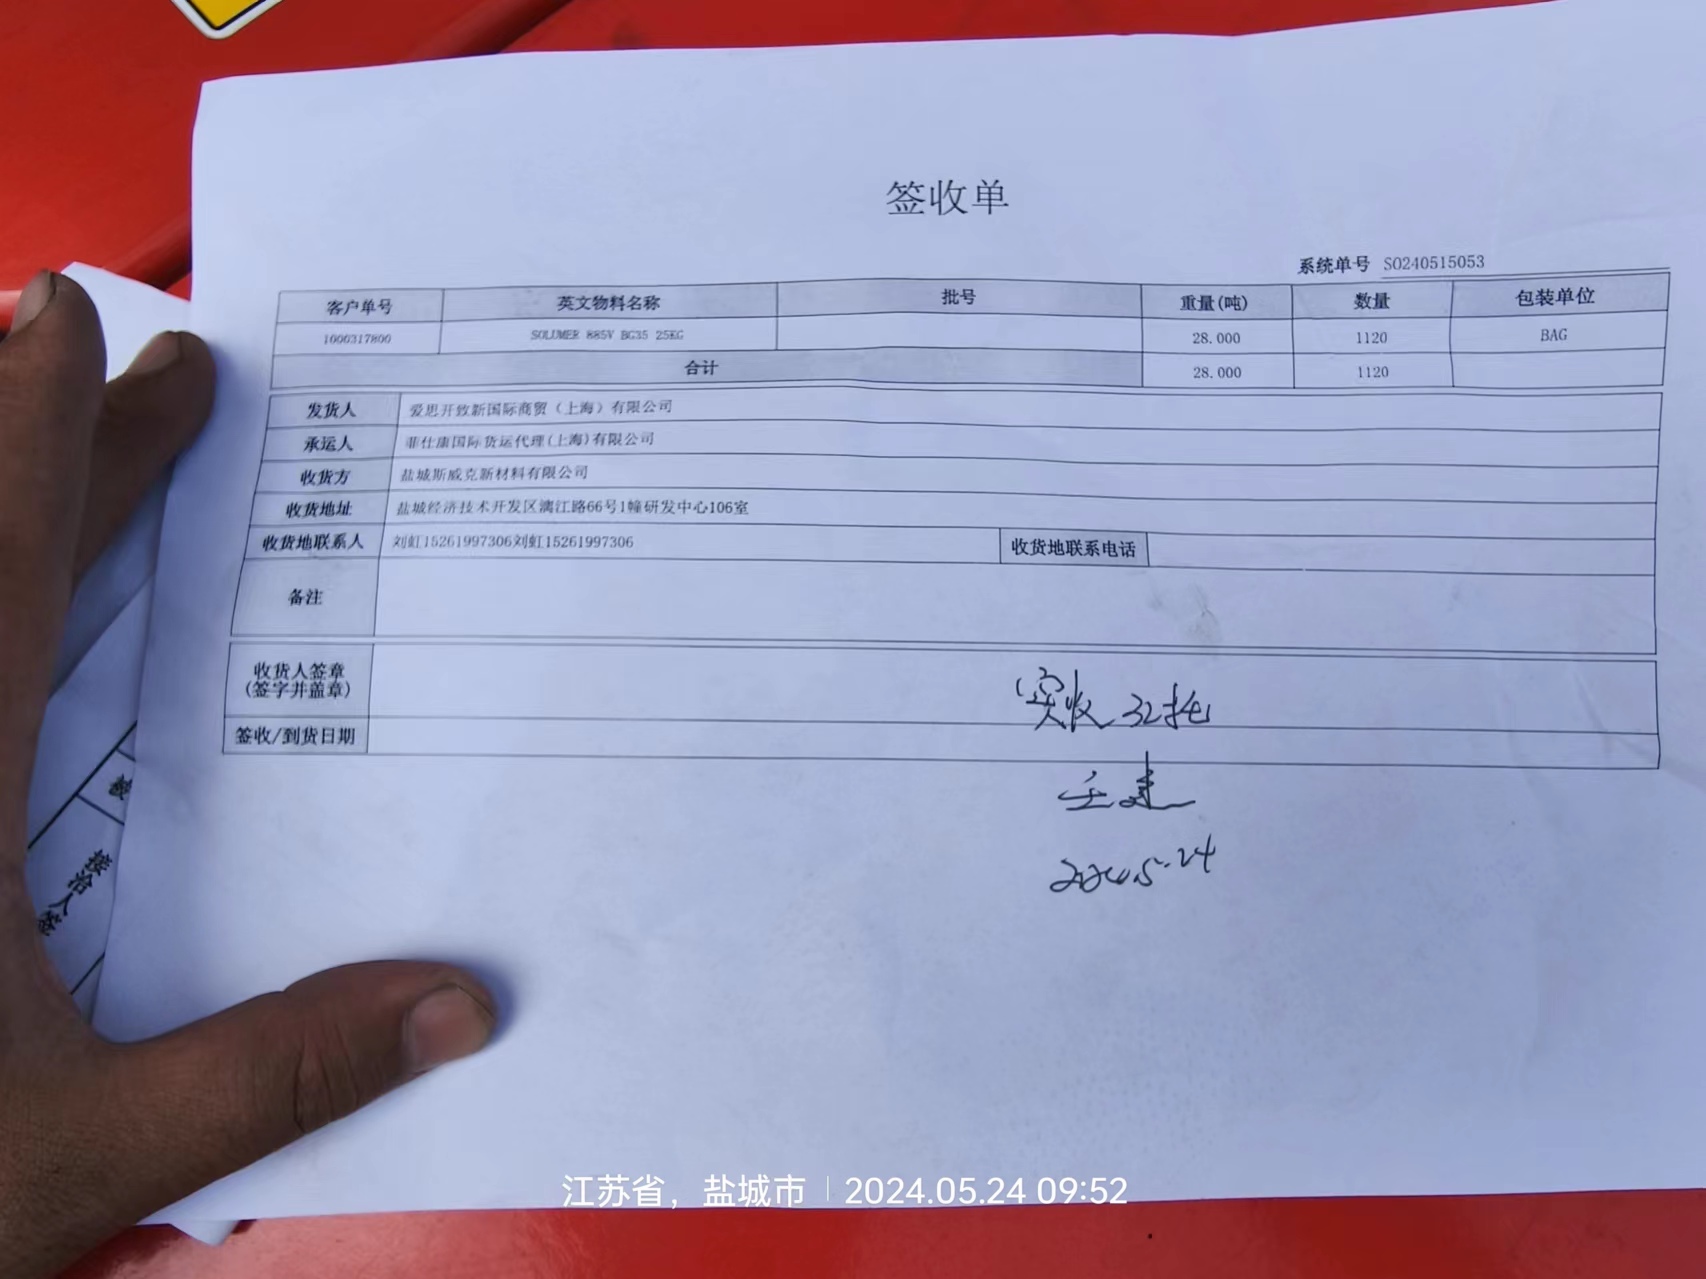 签收单
系统单号 SO240515053
客户单号 英文物料名称 批号 重量(吨) 数量 包装单位
1000317800 SOLUMER 885V BG35 25KG 28.000 1120 BAG
合计 28.000 1120
发货人 爱思开致新国际商贸（上海）有限公司
承运人 菲仕康国际货运代理(上海)有限公司
收货方 盐城斯威克新材料有限公司
收货地址 盐城经济技术开发区漓江路66号1幢研发中心106室
收货地联系人 刘虹15261997306刘虹15261997306 收货地联系电话
备注
收货人签章
(签字并盖章)
实收32托
签收/到货日期
王建
2024.5.24
接洽人签
江苏省，盐城市 | 2024.05.24 09:52